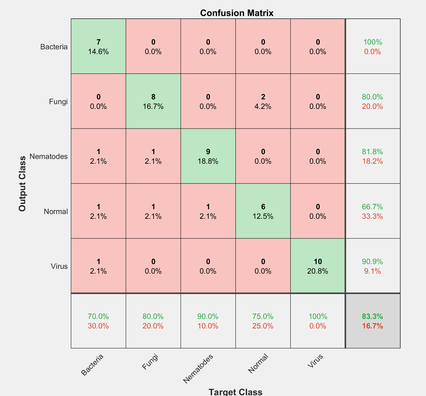 Confusion Matrix
Output Class
Bacteria
7 0 0 0 0 100%
14.6% 0.0% 0.0% 0.0% 0.0% 0.0%
Fungi
0 8 0 2 0 80.0%
0.0% 16.7% 0.0% 4.2% 0.0% 20.0%
Nematodes
1 1 9 0 0 81.8%
2.1% 2.1% 18.8% 0.0% 0.0% 18.2%
Normal
1 1 1 6 0 66.7%
2.1% 2.1% 2.1% 12.5% 0.0% 33.3%
Virus
1 0 0 0 10 90.9%
2.1% 0.0% 0.0% 0.0% 20.8% 9.1%
70.0% 80.0% 90.0% 75.0% 100% 83.3%
30.0% 20.0% 10.0% 25.0% 0.0% 16.7%
Bacteria Fungi Nematodes Normal Virus
Target Class